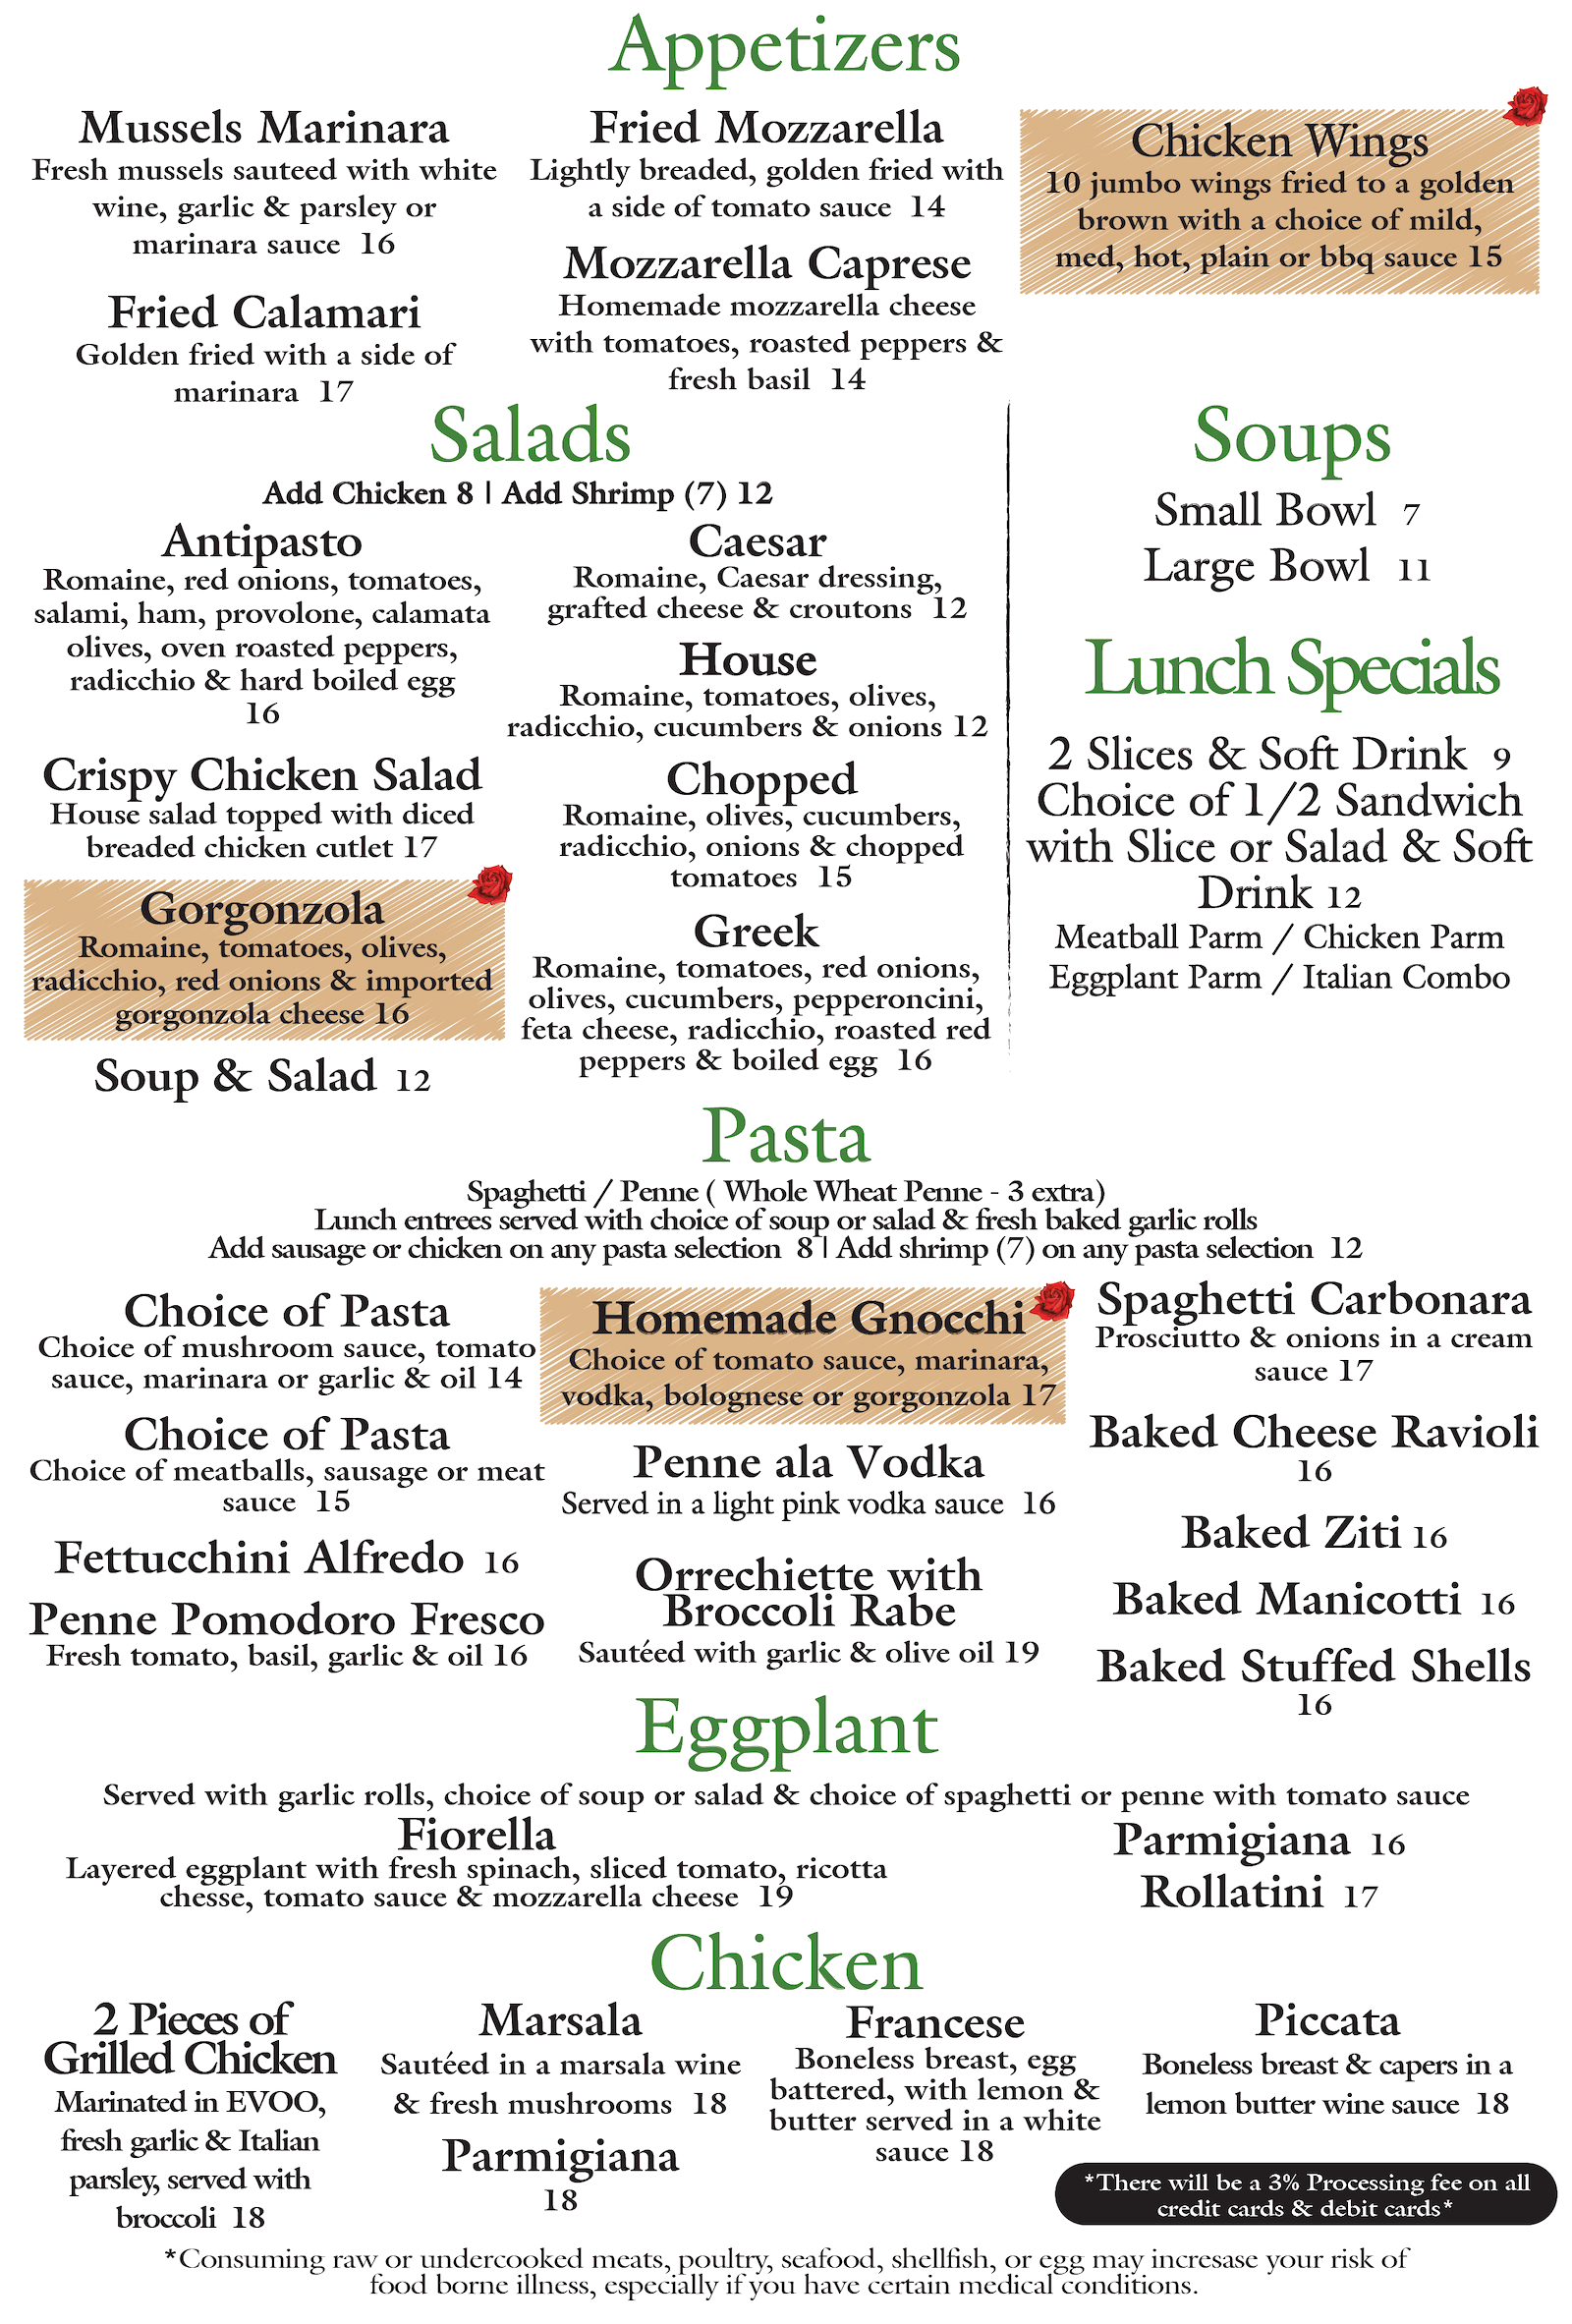 Appetizers
Mussels Marinara
Fresh mussels sauteed with white
wine, garlic & parsley or
marinara sauce 16
Fried Calamari
Golden fried with a side of
marinara 17
Fried Mozzarella
Lightly breaded, golden fried with
a side of tomato sauce 14
Mozzarella Caprese
Homemade mozzarella cheese
with tomatoes, roasted peppers &
fresh basil 14
Chicken Wings
10 jumbo wings fried to a golden
brown with a choice of mild,
med, hot, plain or bbq sauce 15
Salads
Add Chicken 8 | Add Shrimp (7) 12
Antipasto
Romaine, red onions, tomatoes,
salami, ham, provolone, calamata
olives, oven roasted peppers,
radicchio & hard boiled egg
16
Crispy Chicken Salad
House salad topped with diced
breaded chicken cutlet 17
Gorgonzola
Romaine, tomatoes, olives,
radicchio, red onions & imported
gorgonzola cheese 16
Soup & Salad 12
Caesar
Romaine, Caesar dressing,
grafted cheese & croutons 12
House
Romaine, tomatoes, olives,
radicchio, cucumbers & onions 12
Chopped
Romaine, olives, cucumbers,
radicchio, onions & chopped
tomatoes 15
Greek
Romaine, tomatoes, red onions,
olives, cucumbers, pepperoncini,
feta cheese, radicchio, roasted red
peppers & boiled egg 16
Soups
Small Bowl 7
Large Bowl 11
Lunch Specials
2 Slices & Soft Drink 9
Choice of 1/2 Sandwich
with Slice or Salad & Soft
Drink 12
Meatball Parm / Chicken Parm
Eggplant Parm / Italian Combo
Pasta
Spaghetti / Penne ( Whole Wheat Penne - 3 extra)
Lunch entrees served with choice of soup or salad & fresh baked garlic rolls
Add sausage or chicken on any pasta selection 8 | Add shrimp (7) on any pasta selection 12
Choice of Pasta
Choice of mushroom sauce, tomato
sauce, marinara or garlic & oil 14
Choice of Pasta
Choice of meatballs, sausage or meat
sauce 15
Fettucchini Alfredo 16
Penne Pomodoro Fresco
Fresh tomato, basil, garlic & oil 16
Homemade Gnocchi
Choice of tomato sauce, marinara,
vodka, bolognese or gorgonzola 17
Penne ala Vodka
Served in a light pink vodka sauce 16
Orrechiette with
Broccoli Rabe
Sautéed with garlic & olive oil 19
Spaghetti Carbonara
Prosciutto & onions in a cream
sauce 17
Baked Cheese Ravioli
16
Baked Ziti 16
Baked Manicotti 16
Baked Stuffed Shells
16
Eggplant
Served with garlic rolls, choice of soup or salad & choice of spaghetti or penne with tomato sauce
Fiorella
Layered eggplant with fresh spinach, sliced tomato, ricotta
chesse, tomato sauce & mozzarella cheese 19
Parmigiana 16
Rollatini 17
Chicken
2 Pieces of
Grilled Chicken
Marinated in EVOO,
fresh garlic & Italian
parsley, served with
broccoli 18
Marsala
Sautéed in a marsala wine
& fresh mushrooms 18
Parmigiana
18
Francese
Boneless breast, egg
battered, with lemon &
butter served in a white
sauce 18
Piccata
Boneless breast & capers in a
lemon butter wine sauce 18
*There will be a 3% Processing fee on all
credit cards & debit cards*
*Consuming raw or undercooked meats, poultry, seafood, shellfish, or egg may incresase your risk of
food borne illness, especially if you have certain medical conditions.